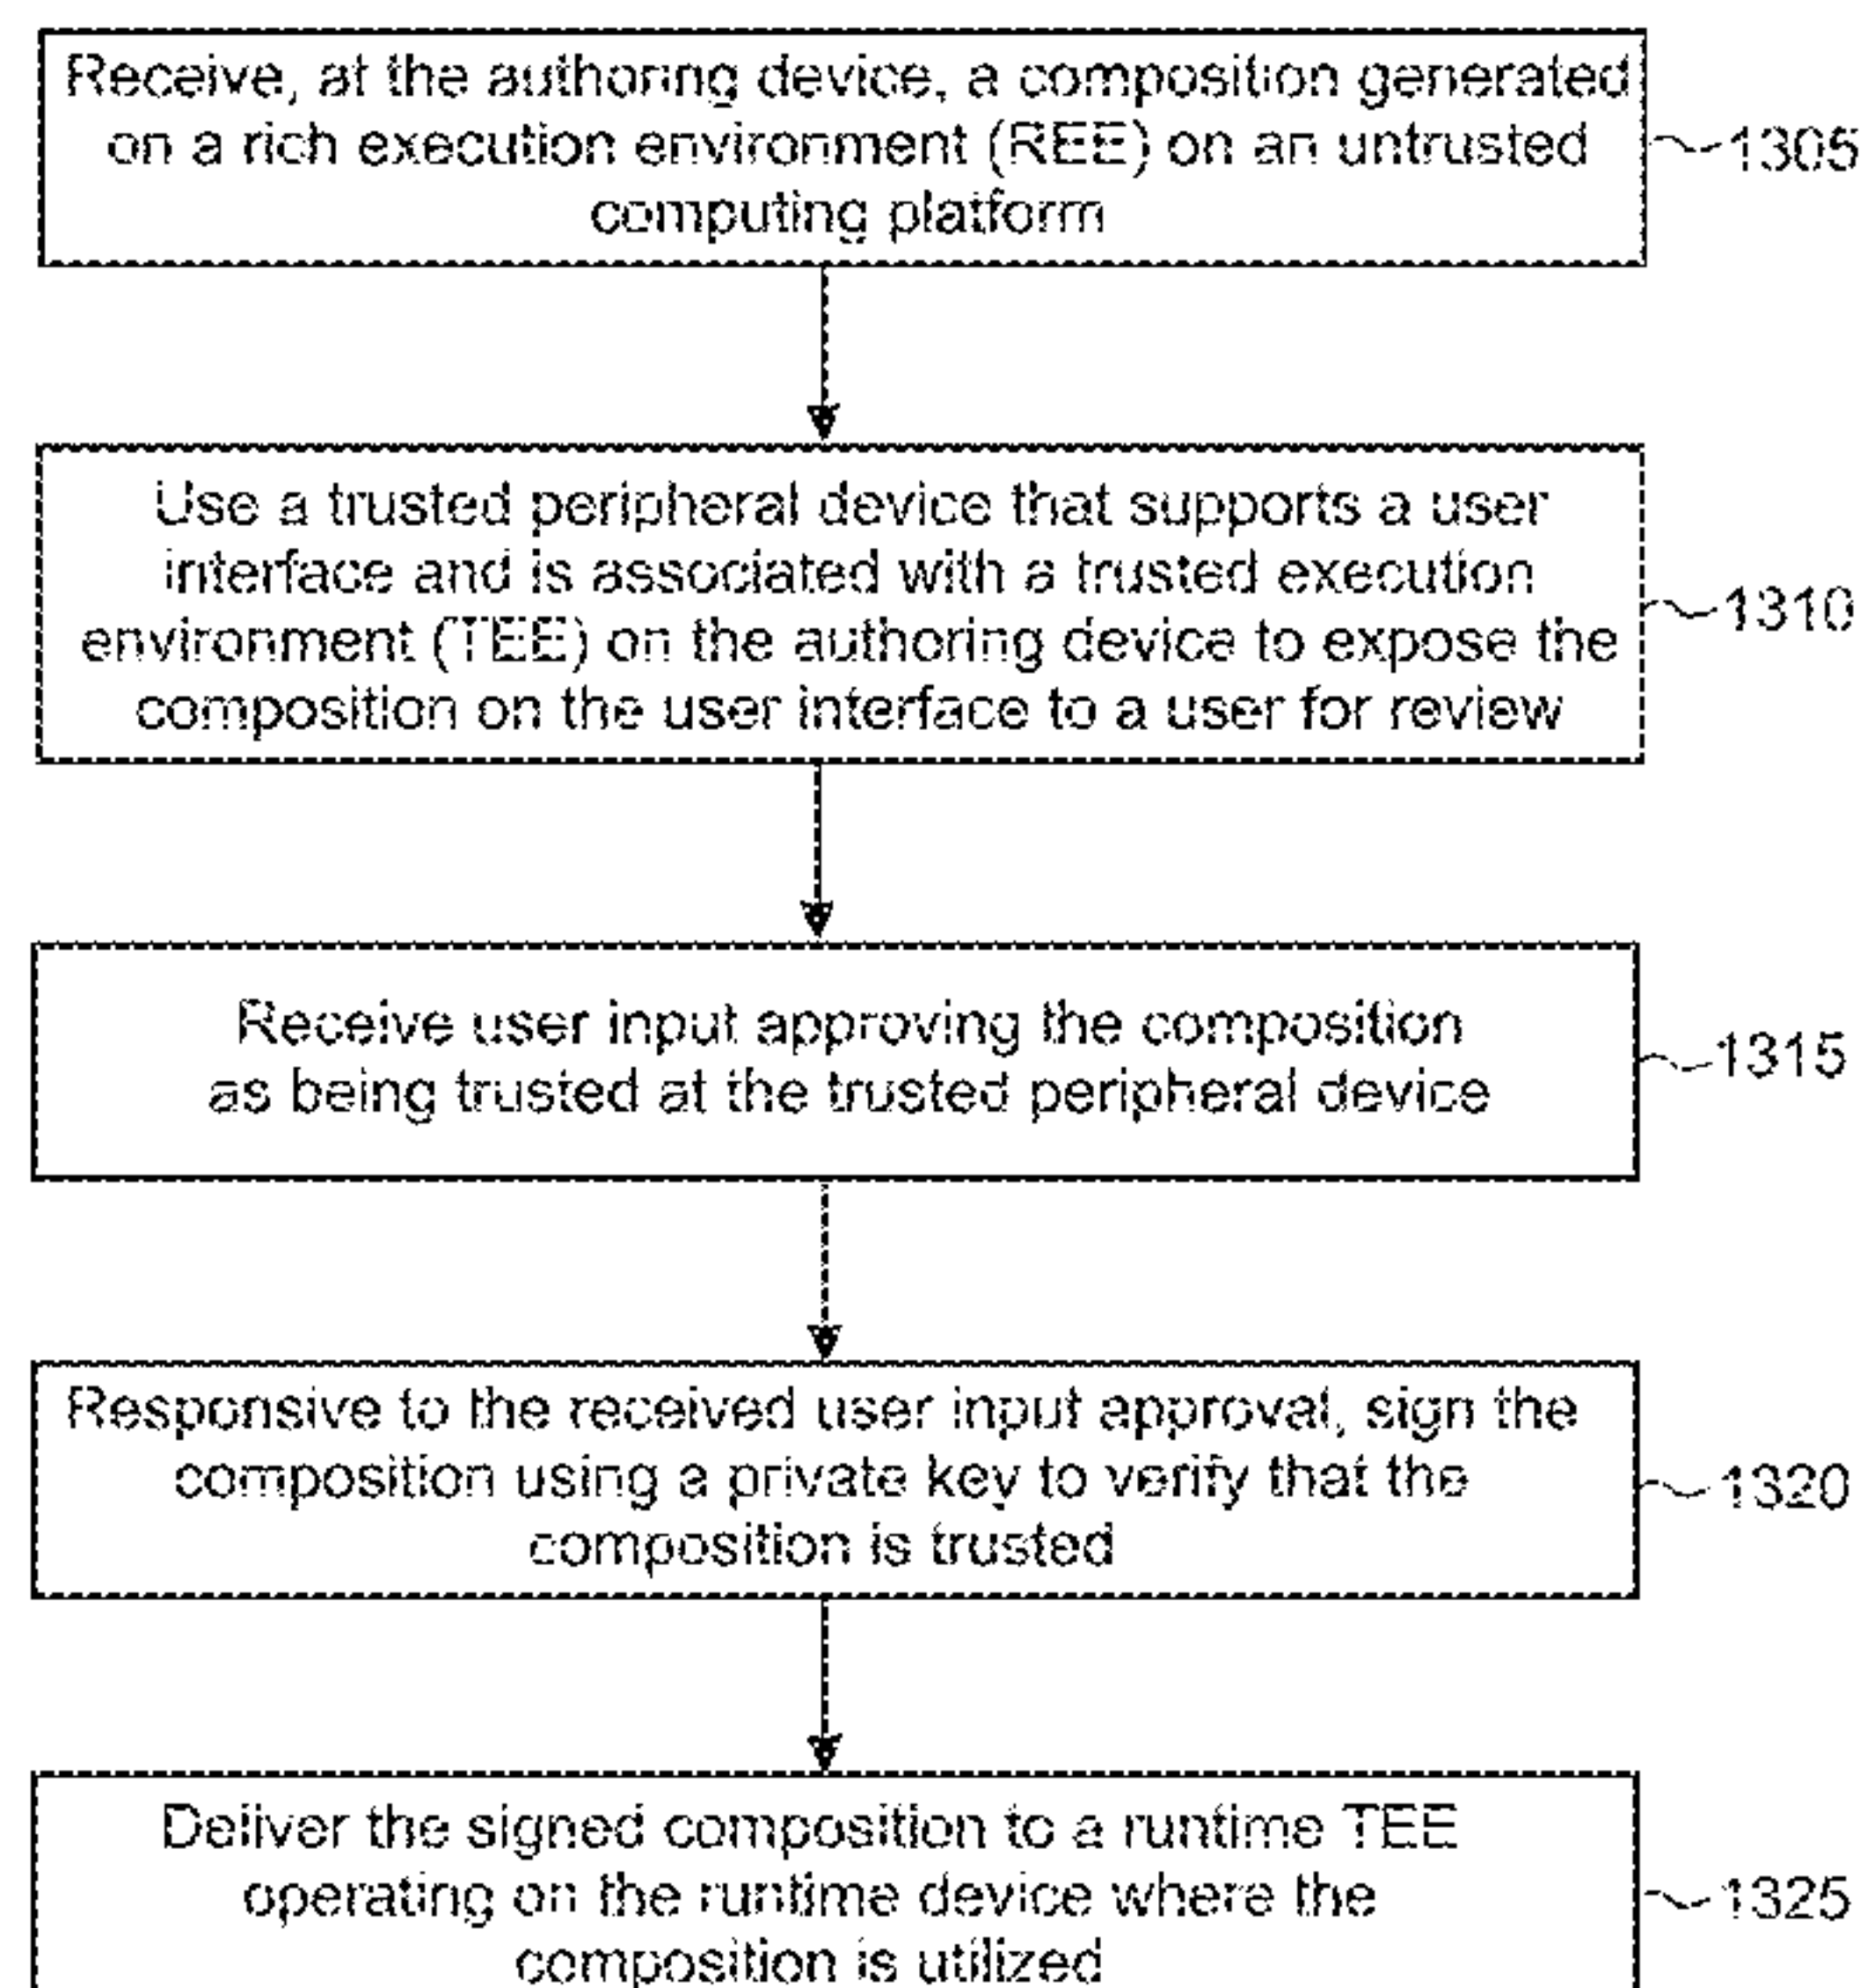 Receive, at the authoring device, a composition generated
on a rich execution environment (REE) on an untrusted
computing platform
1305
Use a trusted peripheral device that supports a user
interface and is associated with a trusted execution
environment (TEE) on the authoring device to expose the
composition on the user interface to a user for review
1310
Receive user input approving the composition
as being trusted at the trusted peripheral device
1315
Responsive to the received user input approval, sign the
composition using a private key to verify that the
composition is trusted
1320
Deliver the signed composition to a runtime TEE
operating on the runtime device where the
composition is utilized
1325